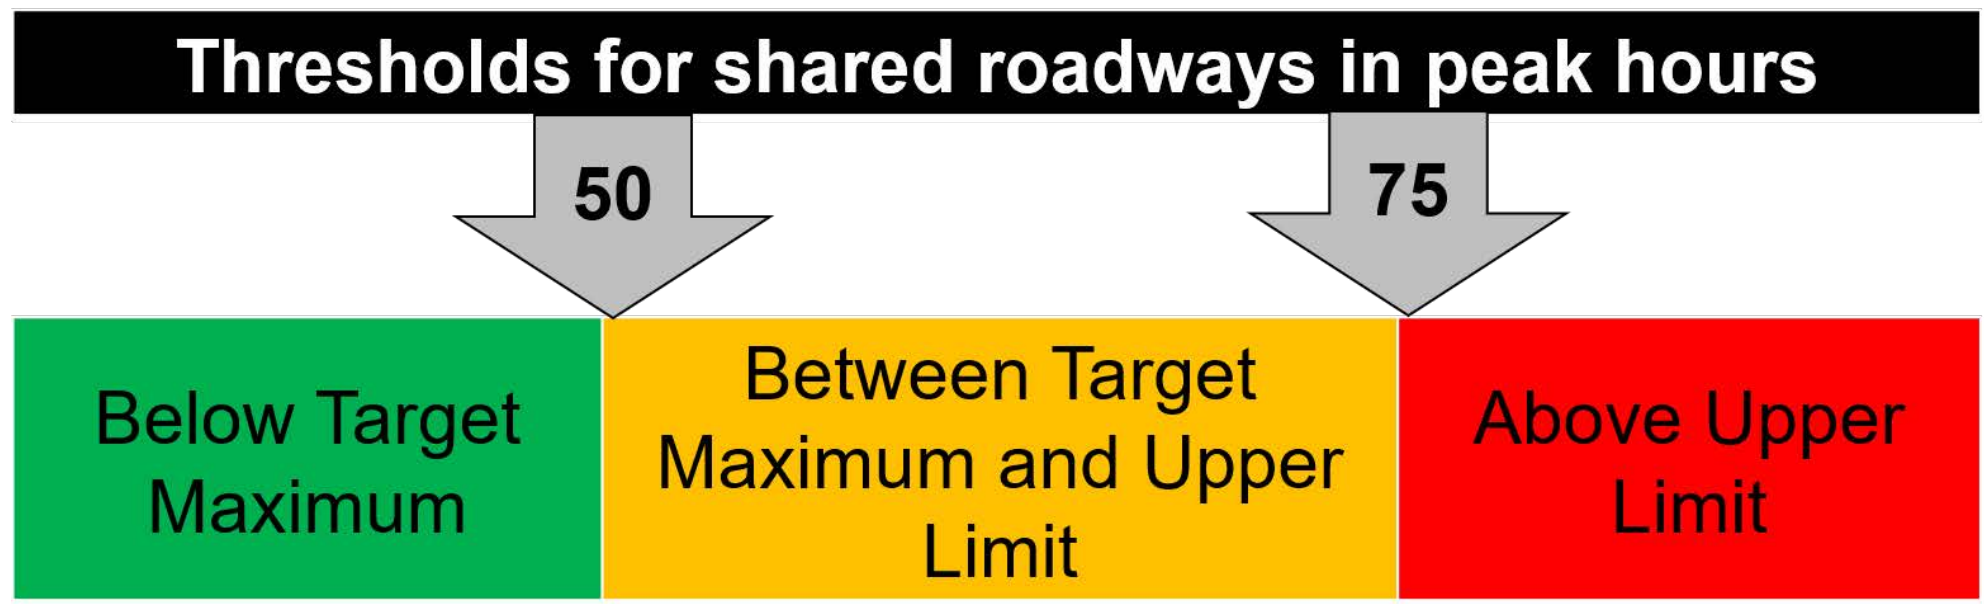 Thresholds for shared roadways in peak hours
50
75
Below Target
Maximum
Between Target
Maximum and Upper
Limit
Above Upper
Limit